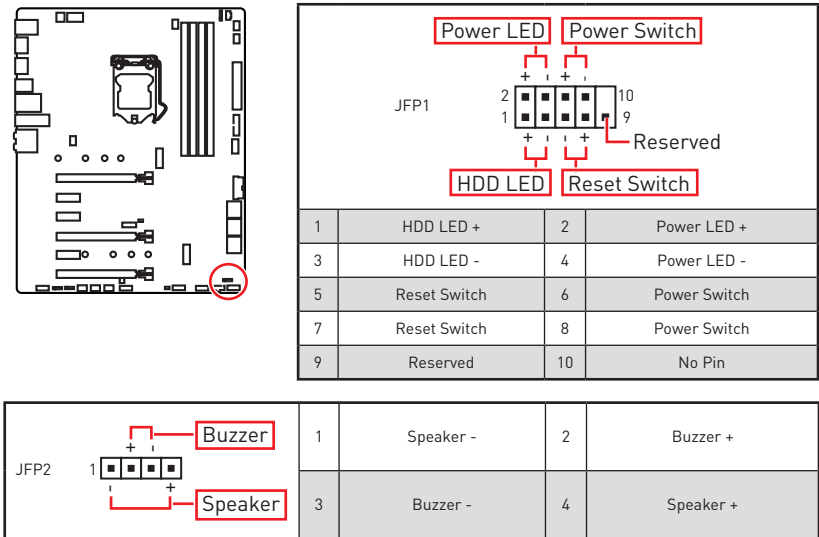 Power LED Power Switch
+ - + -
2 10
JFP1
1 9
+ - - +
Reserved
HDD LED Reset Switch
1 HDD LED + 2 Power LED +
3 HDD LED - 4 Power LED -
5 Reset Switch 6 Power Switch
7 Reset Switch 8 Power Switch
9 Reserved 10 No Pin
Buzzer
+ -
JFP2 1
- +
Speaker
1 Speaker - 2 Buzzer +
3 Buzzer - 4 Speaker +